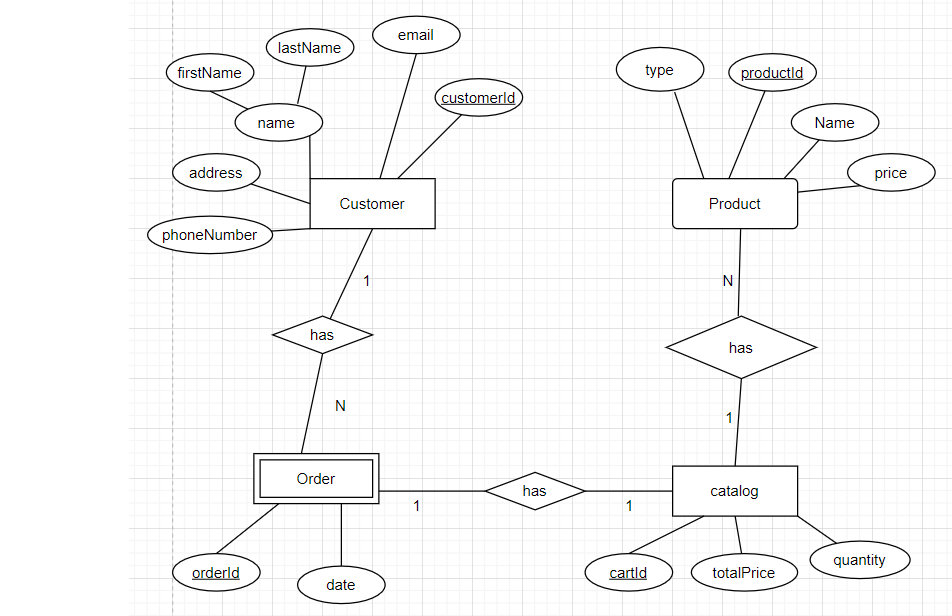 email
lastName
firstName
type
productId
customerId
name
Name
address
price
Customer
Product
phoneNumber
1
N
has
has
N
1
Order
has
catalog
1
1
quantity
orderId
date
cartId
totalPrice